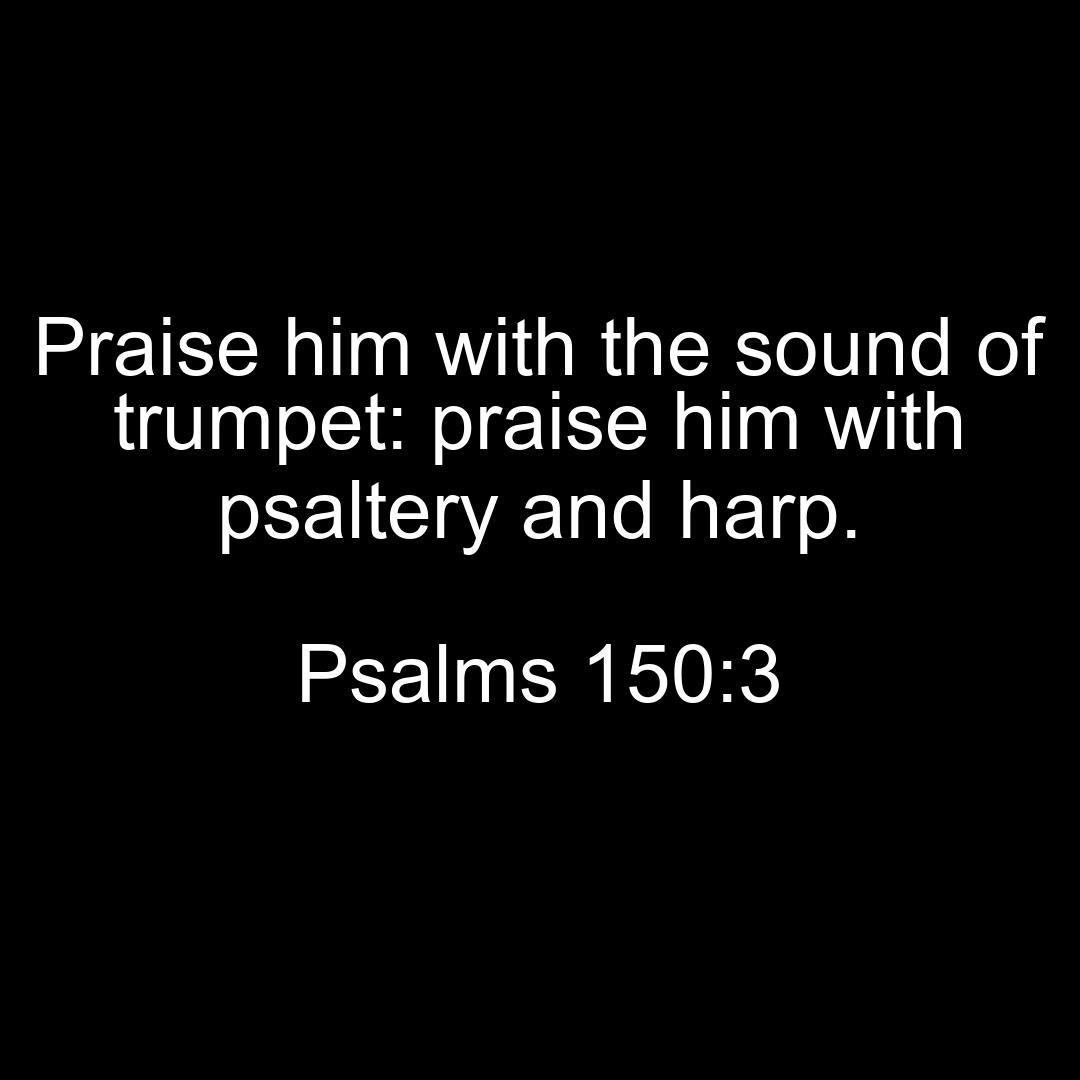 Praise him with the sound of
trumpet: praise him with
psaltery and harp.
Psalms 150:3